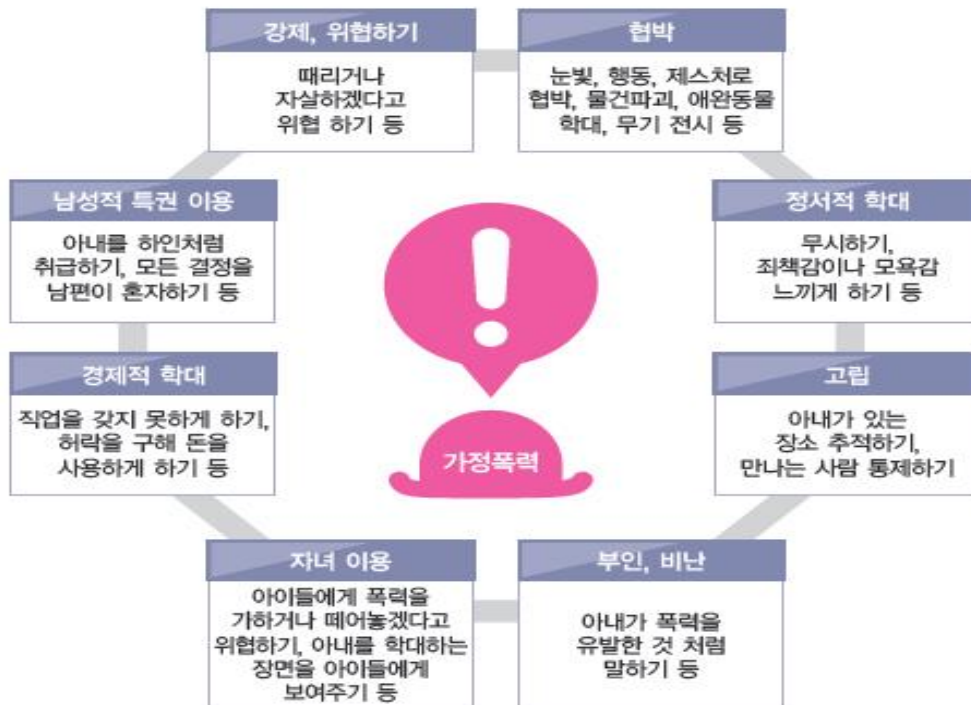 강제, 위협하기
때리거나
자살하겠다고
위협 하기 등
협박
눈빛, 행동, 제스처로
협박, 물건파괴, 애완동물
학대, 무기 전시 등
남성적 특권 이용
아내를 하인처럼
취급하기, 모든 결정을
남편이 혼자하기 등
정서적 학대
무시하기,
죄책감이나 모욕감
느끼게 하기 등
경제적 학대
직업을 갖지 못하게 하기,
허락을 구해 돈을
사용하게 하기 등
가정폭력
고립
아내가 있는
장소 추적하기,
만나는 사람 통제하기
자녀 이용
아이들에게 폭력을
가하거나 떼어놓겠다고
위협하기, 아내를 학대하는
장면을 아이들에게
보여주기 등
부인, 비난
아내가 폭력을
유발한 것 처럼
말하기 등